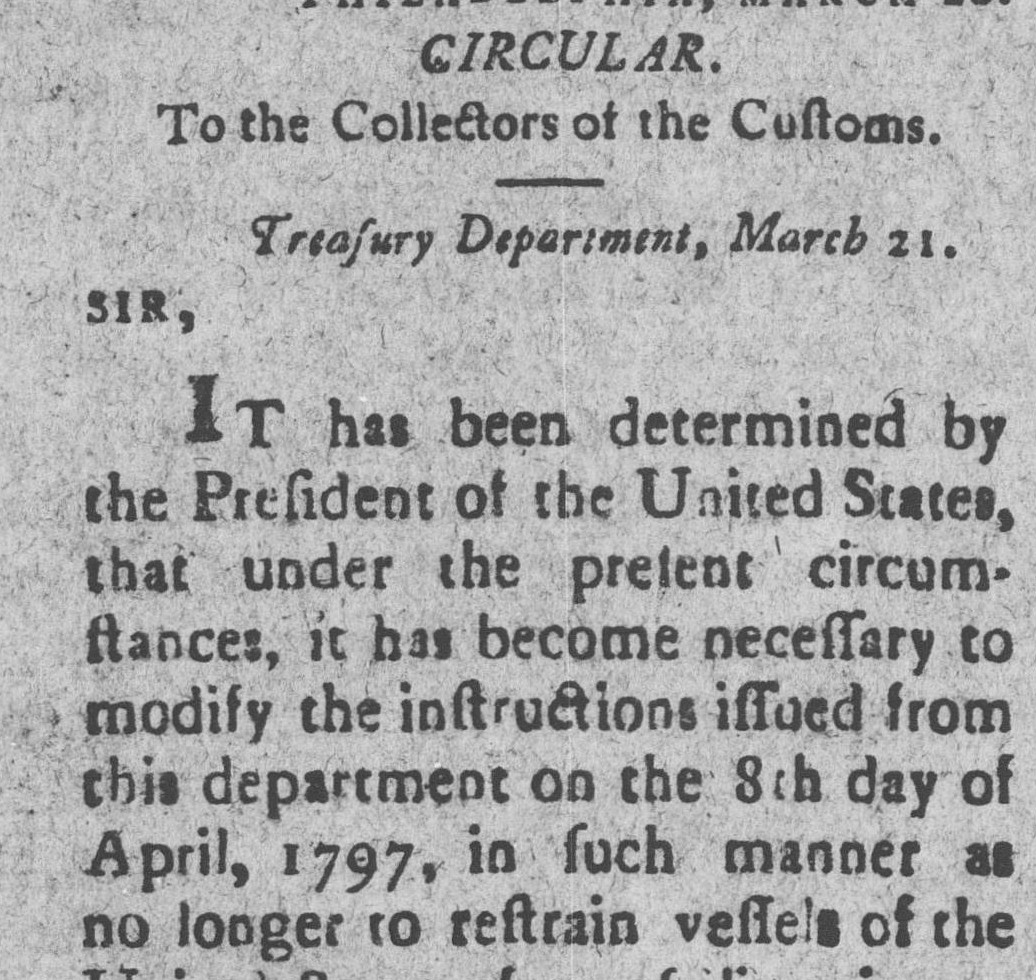 CIRCULAR.
To the Collectors of the Cuſtoms.
Treaſury Department, March 21.
SIR,
IT has been determined by
the Preſident of the United States,
that under the preſent circum-
ſtances, it has become neceſſary to
modify the inſtructions iſſued from
this department on the 8th day of
April, 1797, in ſuch manner as
no longer to reſtrain veſſels of the